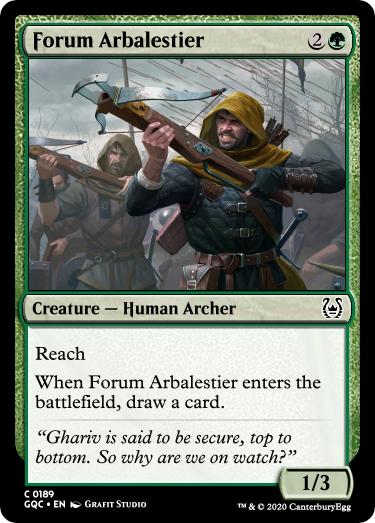 Forum Arbalestier 2
Creature — Human Archer
Reach
When Forum Arbalestier enters the
battlefield, draw a card.
“Ghariv is said to be secure, top to
bottom. So why are we on watch?”
1/3
C 0189
GQC • EN Grafit Studio
™ & © 2020 CanterburyEgg